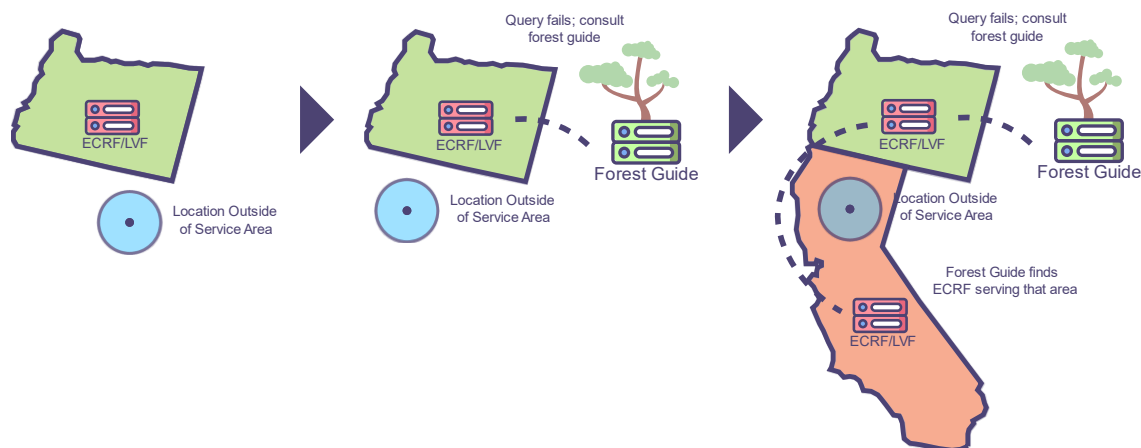 ECRF/LVF
Location Outside
of Service Area
Query fails; consult
forest guide
ECRF/LVF
Forest Guide
Location Outside
of Service Area
Query fails; consult
forest guide
ECRF/LVF
Forest Guide
Location Outside
of Service Area
Forest Guide finds
ECRF serving that area
ECRF/LVF